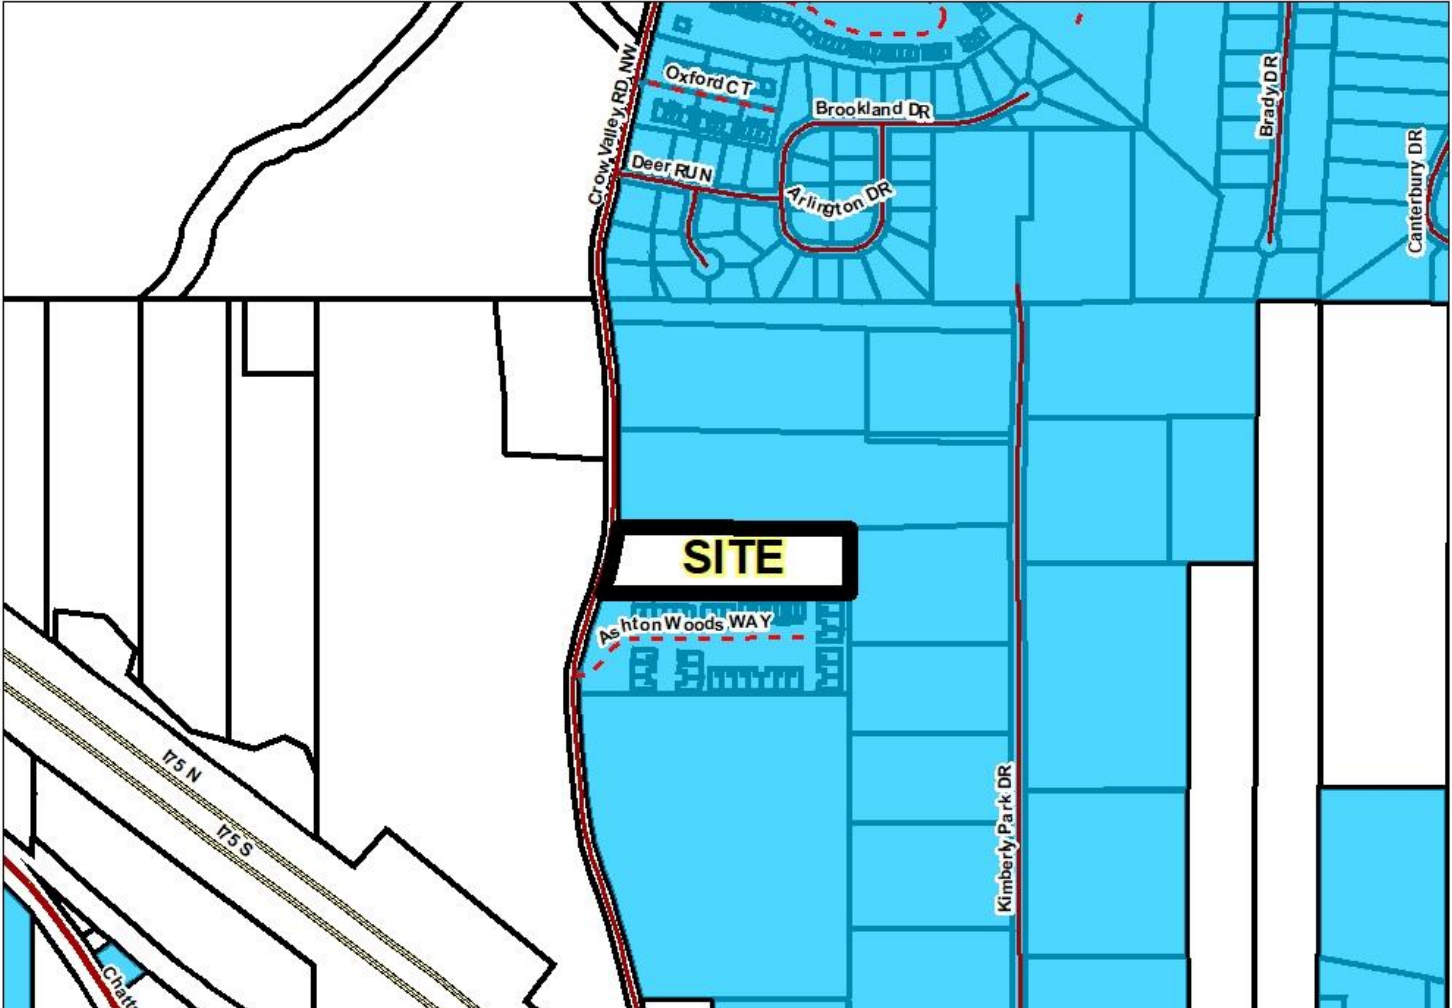 Crow Valley RD NW
Oxford CT
Brookland DR
Brady DR
Canterbury DR
Deer RUN
Arlington DR
SITE
Ashton Woods WAY
I75 N
I75 S
Kimberly Park DR